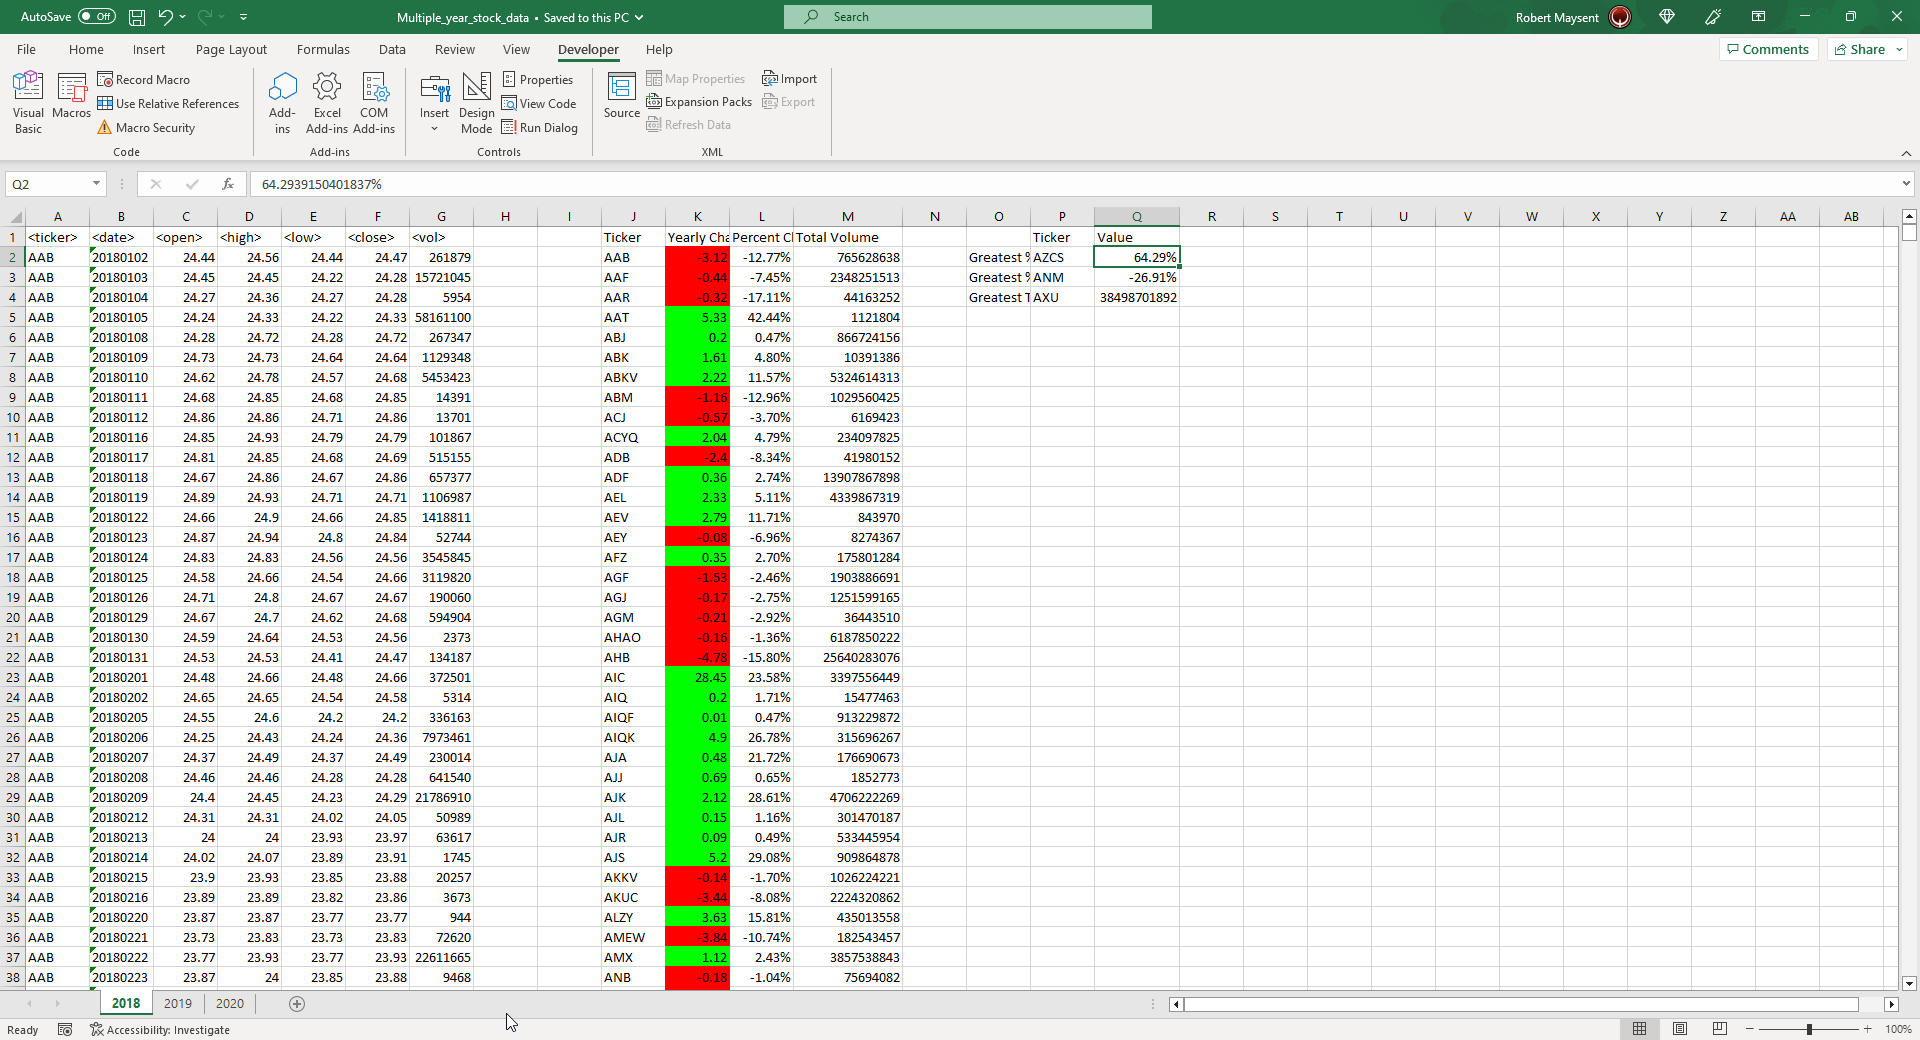 AutoSave Off Multiple_year_stock_data • Saved to this PC Search Robert Maysent
File Home Insert Page Layout Formulas Data Review View Developer Help Comments Share
Visual Basic Macros Record Macro Use Relative References Macro Security Add-ins Excel Add-ins COM Add-ins Insert Design Mode Properties View Code Run Dialog Source Map Properties Expansion Packs Refresh Data Import Export
Code Add-ins Controls XML
Q2 fx 64.2939150401837%
A B C D E F G H I J K L M N O P Q R S T U V W X Y Z AA AB
1 <ticker> <date> <open> <high> <low> <close> <vol> Ticker Yearly Cha Percent Cl Total Volume Ticker Value
2 AAB 20180102 24.44 24.56 24.44 24.47 261879 AAB -3.12 -12.77% 765628638 Greatest % AZCS 64.29%
3 AAB 20180103 24.45 24.45 24.22 24.28 15721045 AAF -0.44 -7.45% 2348251513 Greatest % ANM -26.91%
4 AAB 20180104 24.27 24.36 24.27 24.28 5954 AAR -0.32 -17.11% 44163252 Greatest T AXU 38498701892
5 AAB 20180105 24.24 24.33 24.22 24.33 58161100 AAT 5.33 42.44% 1121804
6 AAB 20180108 24.28 24.72 24.28 24.72 267347 ABJ 0.2 0.47% 866724156
7 AAB 20180109 24.73 24.73 24.64 24.64 1129348 ABK 1.61 4.80% 10391386
8 AAB 20180110 24.62 24.78 24.57 24.68 5453423 ABKV 2.22 11.57% 5324614313
9 AAB 20180111 24.68 24.85 24.68 24.85 14391 ABM -1.16 -12.96% 1029560425
10 AAB 20180112 24.86 24.86 24.71 24.86 13701 ACJ -0.57 -3.70% 6169423
11 AAB 20180116 24.85 24.93 24.79 24.79 101867 ACYQ 2.04 4.79% 234097825
12 AAB 20180117 24.81 24.85 24.68 24.69 515155 ADB -2.4 -8.34% 41980152
13 AAB 20180118 24.67 24.86 24.67 24.86 657377 ADF 0.36 2.74% 13907867898
14 AAB 20180119 24.89 24.93 24.71 24.71 1106987 AEL 2.33 5.11% 4339867319
15 AAB 20180122 24.66 24.9 24.66 24.85 1418811 AEV 2.79 11.71% 843970
16 AAB 20180123 24.87 24.94 24.8 24.84 52744 AEY -0.08 -6.96% 8274367
17 AAB 20180124 24.83 24.83 24.56 24.56 3545845 AFZ 0.35 2.70% 175801284
18 AAB 20180125 24.58 24.66 24.54 24.66 3119820 AGF -1.53 -2.46% 1903886691
19 AAB 20180126 24.71 24.8 24.67 24.67 190060 AGJ -0.17 -2.75% 1251599165
20 AAB 20180129 24.67 24.7 24.62 24.68 594904 AGM -0.21 -2.92% 36443510
21 AAB 20180130 24.59 24.64 24.53 24.56 2373 AHAO -0.16 -1.36% 6187850222
22 AAB 20180131 24.53 24.53 24.41 24.47 134187 AHB -4.78 -15.80% 25640283076
23 AAB 20180201 24.48 24.66 24.48 24.66 372501 AIC 28.45 23.58% 3397556449
24 AAB 20180202 24.65 24.65 24.54 24.58 5314 AIQ 0.2 1.71% 15477463
25 AAB 20180205 24.55 24.6 24.2 24.2 336163 AIQF 0.01 0.47% 913229872
26 AAB 20180206 24.25 24.43 24.24 24.36 7973461 AIQK 4.9 26.78% 315696267
27 AAB 20180207 24.37 24.49 24.37 24.49 230014 AJA 0.48 21.72% 176690673
28 AAB 20180208 24.46 24.46 24.28 24.28 641540 AJJ 0.69 0.65% 1852773
29 AAB 20180209 24.4 24.45 24.23 24.29 21786910 AJK 2.12 28.61% 4706222269
30 AAB 20180212 24.31 24.31 24.02 24.05 50989 AJL 0.15 1.16% 301470187
31 AAB 20180213 24 24 23.93 23.97 63617 AJR 0.09 0.49% 533445954
32 AAB 20180214 24.02 24.07 23.89 23.91 1745 AJS 5.2 29.08% 909864878
33 AAB 20180215 23.9 23.93 23.85 23.88 20257 AKKV -0.14 -1.70% 1026224221
34 AAB 20180216 23.89 23.89 23.82 23.86 3673 AKUC -3.44 -8.08% 2224320862
35 AAB 20180220 23.87 23.87 23.77 23.77 944 ALZY 3.63 15.81% 435013558
36 AAB 20180221 23.73 23.83 23.73 23.83 72620 AMEW -3.84 -10.74% 182543457
37 AAB 20180222 23.77 23.93 23.77 23.93 22611665 AMX 1.12 2.43% 3857538843
38 AAB 20180223 23.87 24 23.85 23.88 9468 ANB -0.18 -1.04% 75694082
2018 2019 2020
Ready Accessibility: Investigate 100%